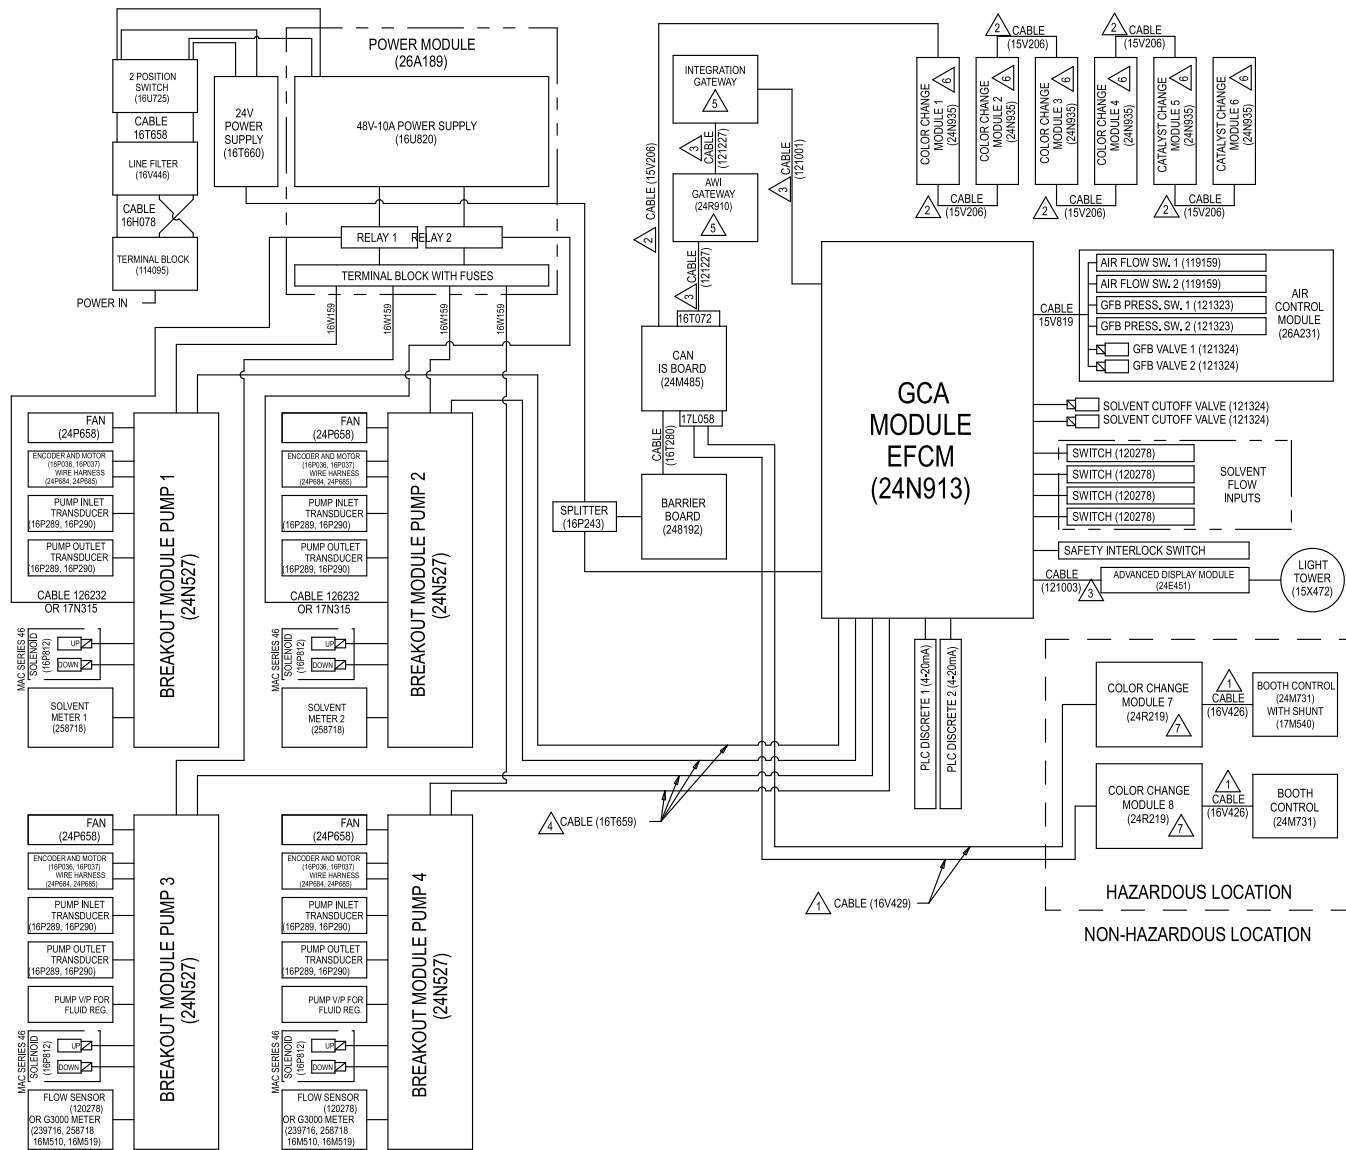 POWER MODULE
(26A189)
2 POSITION
SWITCH
(16U725)
CABLE
16T658
LINE FILTER
(16V446)
CABLE
16H078
TERMINAL BLOCK
(114095)
POWER IN
24V
POWER
SUPPLY
(16T660)
48V-10A POWER SUPPLY
(16U820)
RELAY 1
RELAY 2
TERMINAL BLOCK WITH FUSES
16W159
16W159
16W159
16W159
FAN
(24P658)
ENCODER AND MOTOR
(16P036, 16P037)
WIRE HARNESS
(24P684, 24P685)
PUMP INLET
TRANSDUCER
(16P289, 16P290)
PUMP OUTLET
TRANSDUCER
(16P289, 16P290)
CABLE 126232
OR 17N315
MAC SERIES 46
SOLENOID
(16P812)
UP
DOWN
SOLVENT
METER 1
(258718)
BREAKOUT MODULE PUMP 1
(24N527)
FAN
(24P658)
ENCODER AND MOTOR
(16P036, 16P037)
WIRE HARNESS
(24P684, 24P685)
PUMP INLET
TRANSDUCER
(16P289, 16P290)
PUMP OUTLET
TRANSDUCER
(16P289, 16P290)
CABLE 126232
OR 17N315
MAC SERIES 46
SOLENOID
(16P812)
UP
DOWN
SOLVENT
METER 2
(258718)
BREAKOUT MODULE PUMP 2
(24N527)
FAN
(24P658)
ENCODER AND MOTOR
(16P036, 16P037)
WIRE HARNESS
(24P684, 24P685)
PUMP INLET
TRANSDUCER
(16P289, 16P290)
PUMP OUTLET
TRANSDUCER
(16P289, 16P290)
PUMP V/P FOR
FLUID REG.
MAC SERIES 46
SOLENOID
(16P812)
UP
DOWN
FLOW SENSOR
(120278)
OR G3000 METER
(239716, 258718
16M510, 16M519)
BREAKOUT MODULE PUMP 3
(24N527)
FAN
(24P658)
ENCODER AND MOTOR
(16P036, 16P037)
WIRE HARNESS
(24P684, 24P685)
PUMP INLET
TRANSDUCER
(16P289, 16P290)
PUMP OUTLET
TRANSDUCER
(16P289, 16P290)
PUMP V/P FOR
FLUID REG.
MAC SERIES 46
SOLENOID
(16P812)
UP
DOWN
FLOW SENSOR
(120278)
OR G3000 METER
(239716, 258718
16M510, 16M519)
BREAKOUT MODULE PUMP 4
(24N527)
INTEGRATION
GATEWAY
5
3
CABLE
(121227)
AWI
GATEWAY
(24R910)
5
3
CABLE
(121227)
2
CABLE (15V206)
3
CABLE
(121001)
16T072
CAN
IS BOARD
(24M485)
17L058
CABLE
(16T280)
BARRIER
BOARD
(248192)
SPLITTER
(16P243)
GCA
MODULE
EFCM
(24N913)
2
CABLE
(15V206)
2
CABLE
(15V206)
COLOR CHANGE
MODULE 1
(24N935)
6
COLOR CHANGE
MODULE 2
(24N935)
6
COLOR CHANGE
MODULE 3
(24N935)
6
COLOR CHANGE
MODULE 4
(24N935)
6
CATALYST CHANGE
MODULE 5
(24N935)
6
CATALYST CHANGE
MODULE 6
(24N935)
6
2
CABLE
(15V206)
2
CABLE
(15V206)
2
CABLE
(15V206)
CABLE
15V819
AIR FLOW SW. 1 (119159)
AIR FLOW SW. 2 (119159)
GFB PRESS. SW. 1 (121323)
GFB PRESS. SW. 2 (121323)
GFB VALVE 1 (121324)
GFB VALVE 2 (121324)
AIR
CONTROL
MODULE
(26A231)
SOLVENT CUTOFF VALVE (121324)
SOLVENT CUTOFF VALVE (121324)
SWITCH (120278)
SWITCH (120278)
SWITCH (120278)
SWITCH (120278)
SOLVENT
FLOW
INPUTS
SAFETY INTERLOCK SWITCH
CABLE
(121003)
3
ADVANCED DISPLAY MODULE
(24E451)
LIGHT
TOWER
(15X472)
PLC DISCRETE 1 (4-20mA)
PLC DISCRETE 2 (4-20mA)
COLOR CHANGE
MODULE 7
(24R219)
7
1
CABLE
(16V426)
BOOTH CONTROL
(24M731)
WITH SHUNT
(17M540)
COLOR CHANGE
MODULE 8
(24R219)
7
1
CABLE
(16V426)
BOOTH
CONTROL
(24M731)
4
CABLE (16T659)
1
CABLE (16V429)
HAZARDOUS LOCATION
NON-HAZARDOUS LOCATION